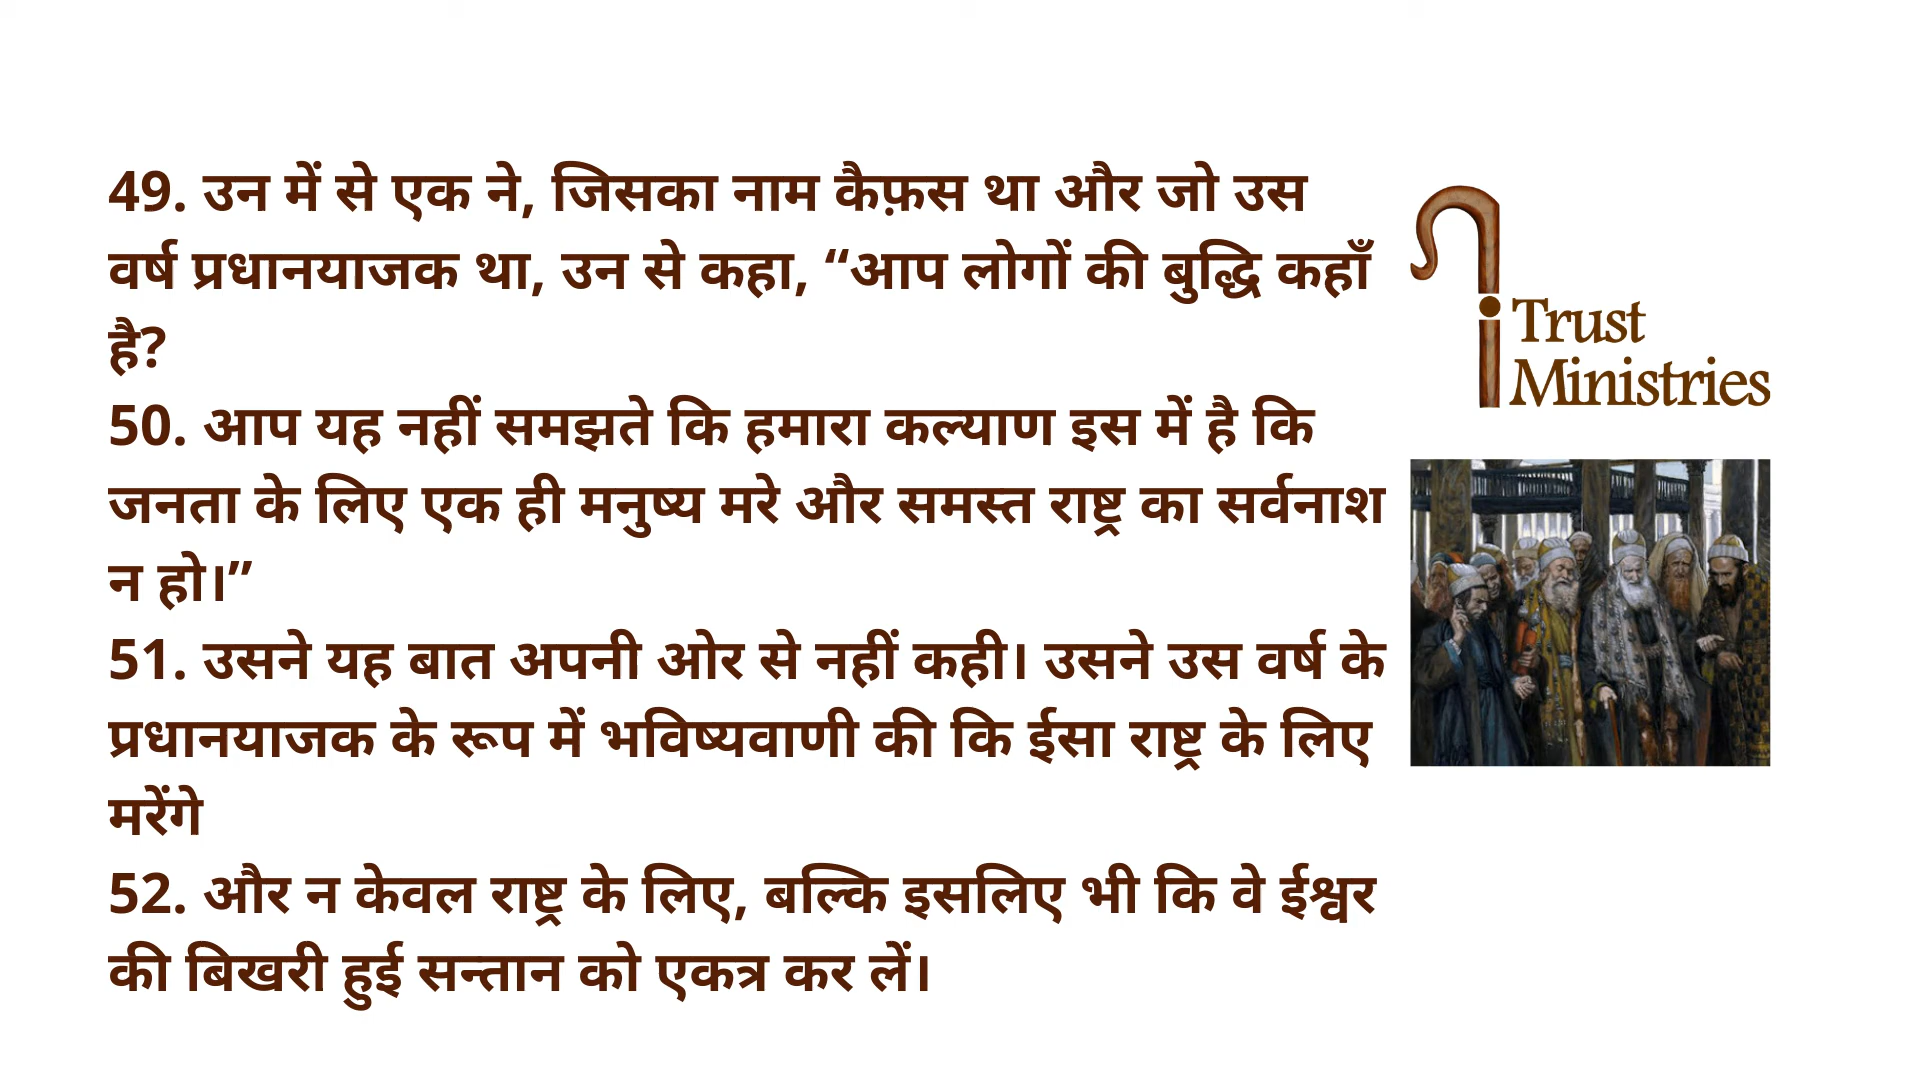 49. उन में से एक ने, जिसका नाम कैफ़स था और जो उस
वर्ष प्रधानयाजक था, उन से कहा, “आप लोगों की बुद्धि कहाँ
है?
50. आप यह नहीं समझते कि हमारा कल्याण इस में है कि
जनता के लिए एक ही मनुष्य मरे और समस्त राष्ट्र का सर्वनाश
न हो।”
51. उसने यह बात अपनी ओर से नहीं कही। उसने उस वर्ष के
प्रधानयाजक के रूप में भविष्यवाणी की कि ईसा राष्ट्र के लिए
मरेंगे
52. और न केवल राष्ट्र के लिए, बल्कि इसलिए भी कि वे ईश्वर
की बिखरी हुई सन्तान को एकत्र कर लें।
i Trust
Ministries